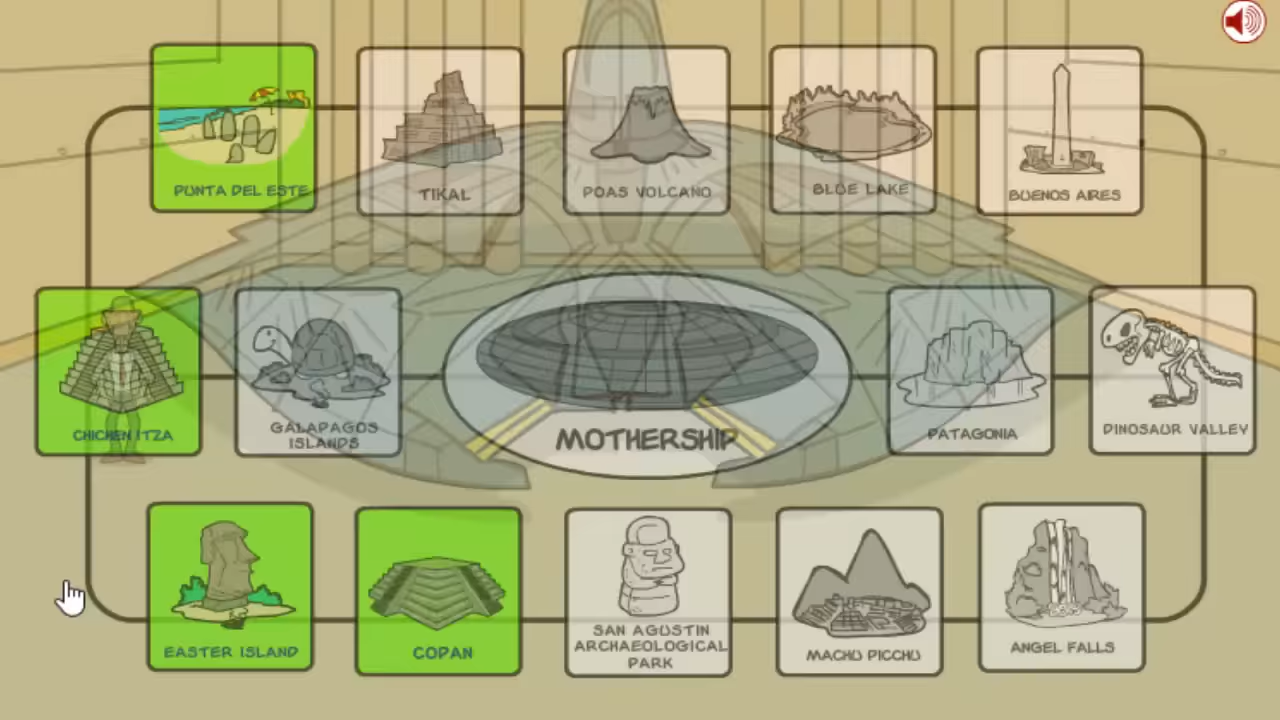 PUNTA DEL ESTE
TIKAL
POAS VOLCANO
BLUE LAKE
BUENOS AIRES
CHICHEN ITZA
GALAPAGOS
ISLANDS
MOTHERSHIP
PATAGONIA
DINOSAUR VALLEY
EASTER ISLAND
COPAN
SAN AGUSTIN
ARCHAEOLOGICAL
PARK
MACHU PICCHU
ANGEL FALLS